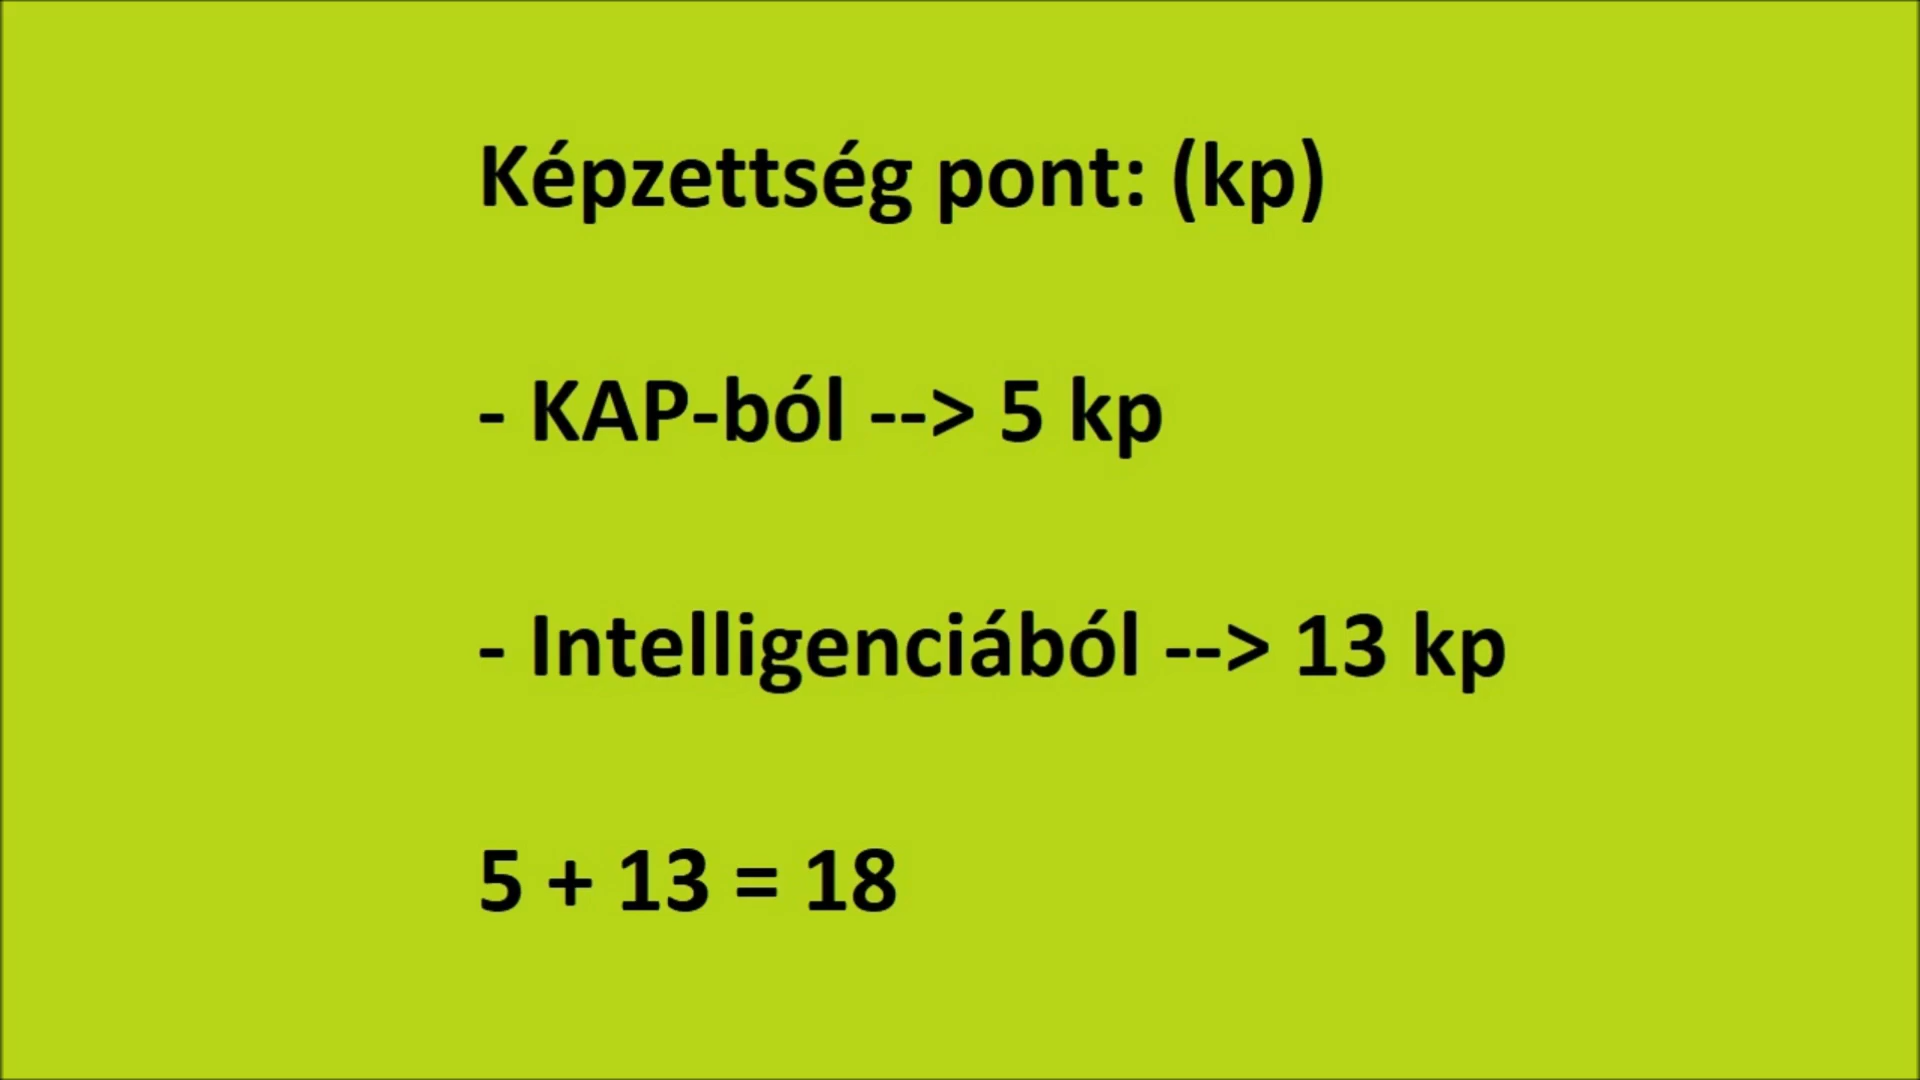 Képzettség pont: (kp)
- KAP-ból --> 5 kp
- Intelligenciából --> 13 kp
5 + 13 = 18